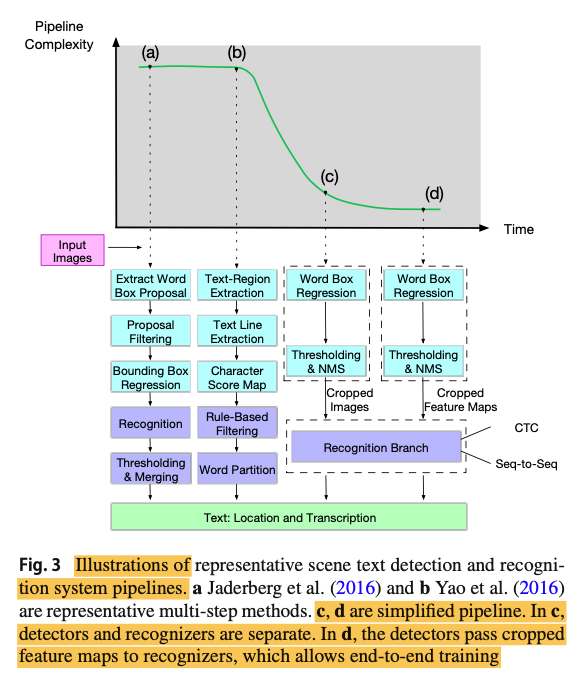 Pipeline
Complexity
(a)
(b)
(c)
(d)
Time
Input
Images
Extract Word
Box Proposal
Proposal
Filtering
Bounding Box
Regression
Recognition
Thresholding
& Merging
Text-Region
Extraction
Text Line
Extraction
Character
Score Map
Rule-Based
Filtering
Word Partition
Word Box
Regression
Thresholding
& NMS
Cropped
Images
Word Box
Regression
Thresholding
& NMS
Cropped
Feature Maps
Recognition Branch
CTC
Seq-to-Seq
Text: Location and Transcription
Fig. 3 Illustrations of representative scene text detection and recogni-
tion system pipelines. a Jaderberg et al. (2016) and b Yao et al. (2016)
are representative multi-step methods. c, d are simplified pipeline. In c,
detectors and recognizers are separate. In d, the detectors pass cropped
feature maps to recognizers, which allows end-to-end training